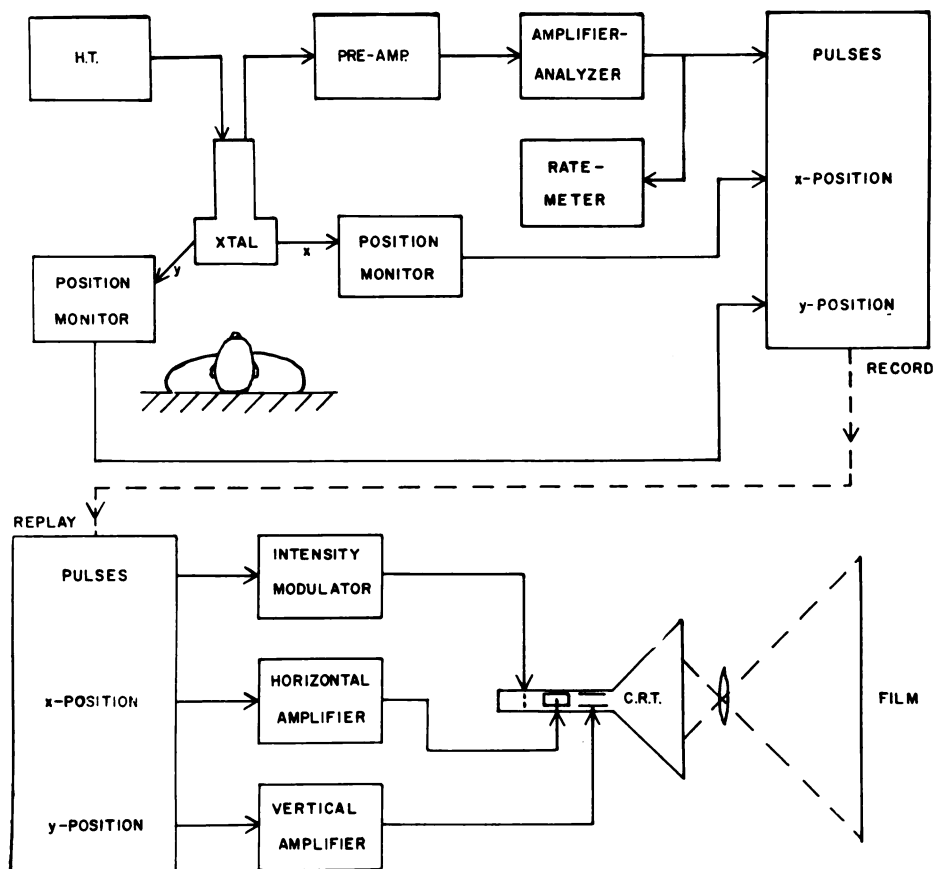 H.T.
PRE-AMP.
AMPLIFIER-
ANALYZER
PULSES
RATE-
METER
x-POSITION
XTAL
x
y
POSITION
MONITOR
POSITION
MONITOR
y-POSITION
RECORD
REPLAY
PULSES
INTENSITY
MODULATOR
x-POSITION
HORIZONTAL
AMPLIFIER
C.R.T.
FILM
y-POSITION
VERTICAL
AMPLIFIER